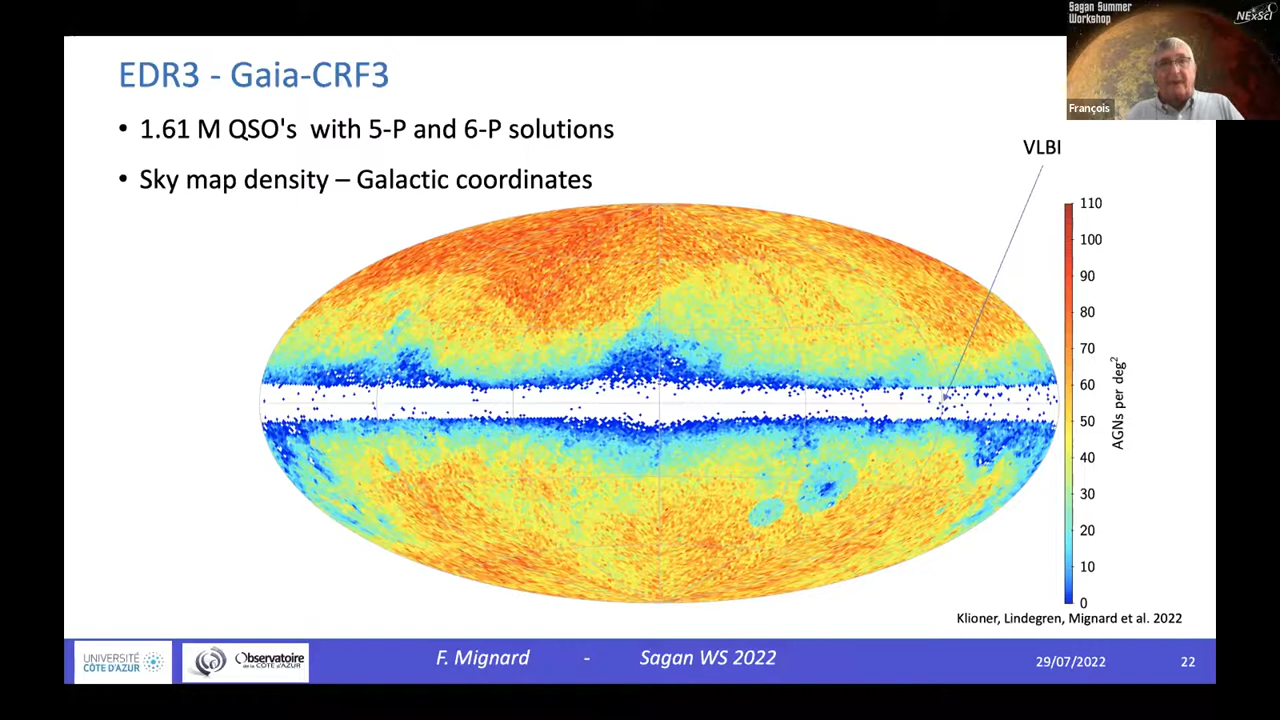 Sagan Summer
Workshop
NExScI
François
EDR3 - Gaia-CRF3
• 1.61 M QSO's with 5-P and 6-P solutions
• Sky map density – Galactic coordinates
VLBI
110
100
90
80
70
60
50
40
30
20
10
0
AGNs per deg²
Klioner, Lindegren, Mignard et al. 2022
UNIVERSITÉ
CÔTE D'AZUR
Observatoire
de la CÔTE d'AZUR
F. Mignard - Sagan WS 2022
29/07/2022
22